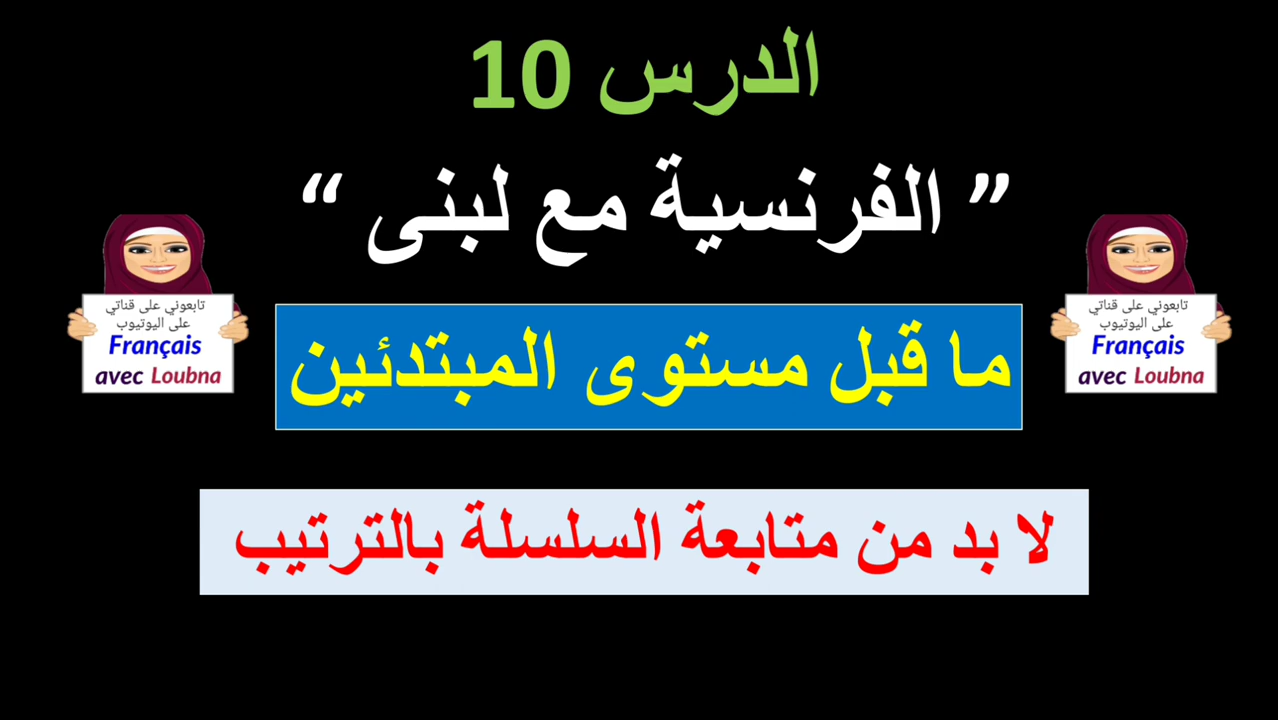 الدرس 10
” الفرنسية مع لبنى “
ما قبل مستوى المبتدئين
لا بد من متابعة السلسلة بالترتيب
تابعوني على قناتي
على اليوتيوب
Français
avec Loubna
تابعوني على قناتي
على اليوتيوب
Français
avec Loubna